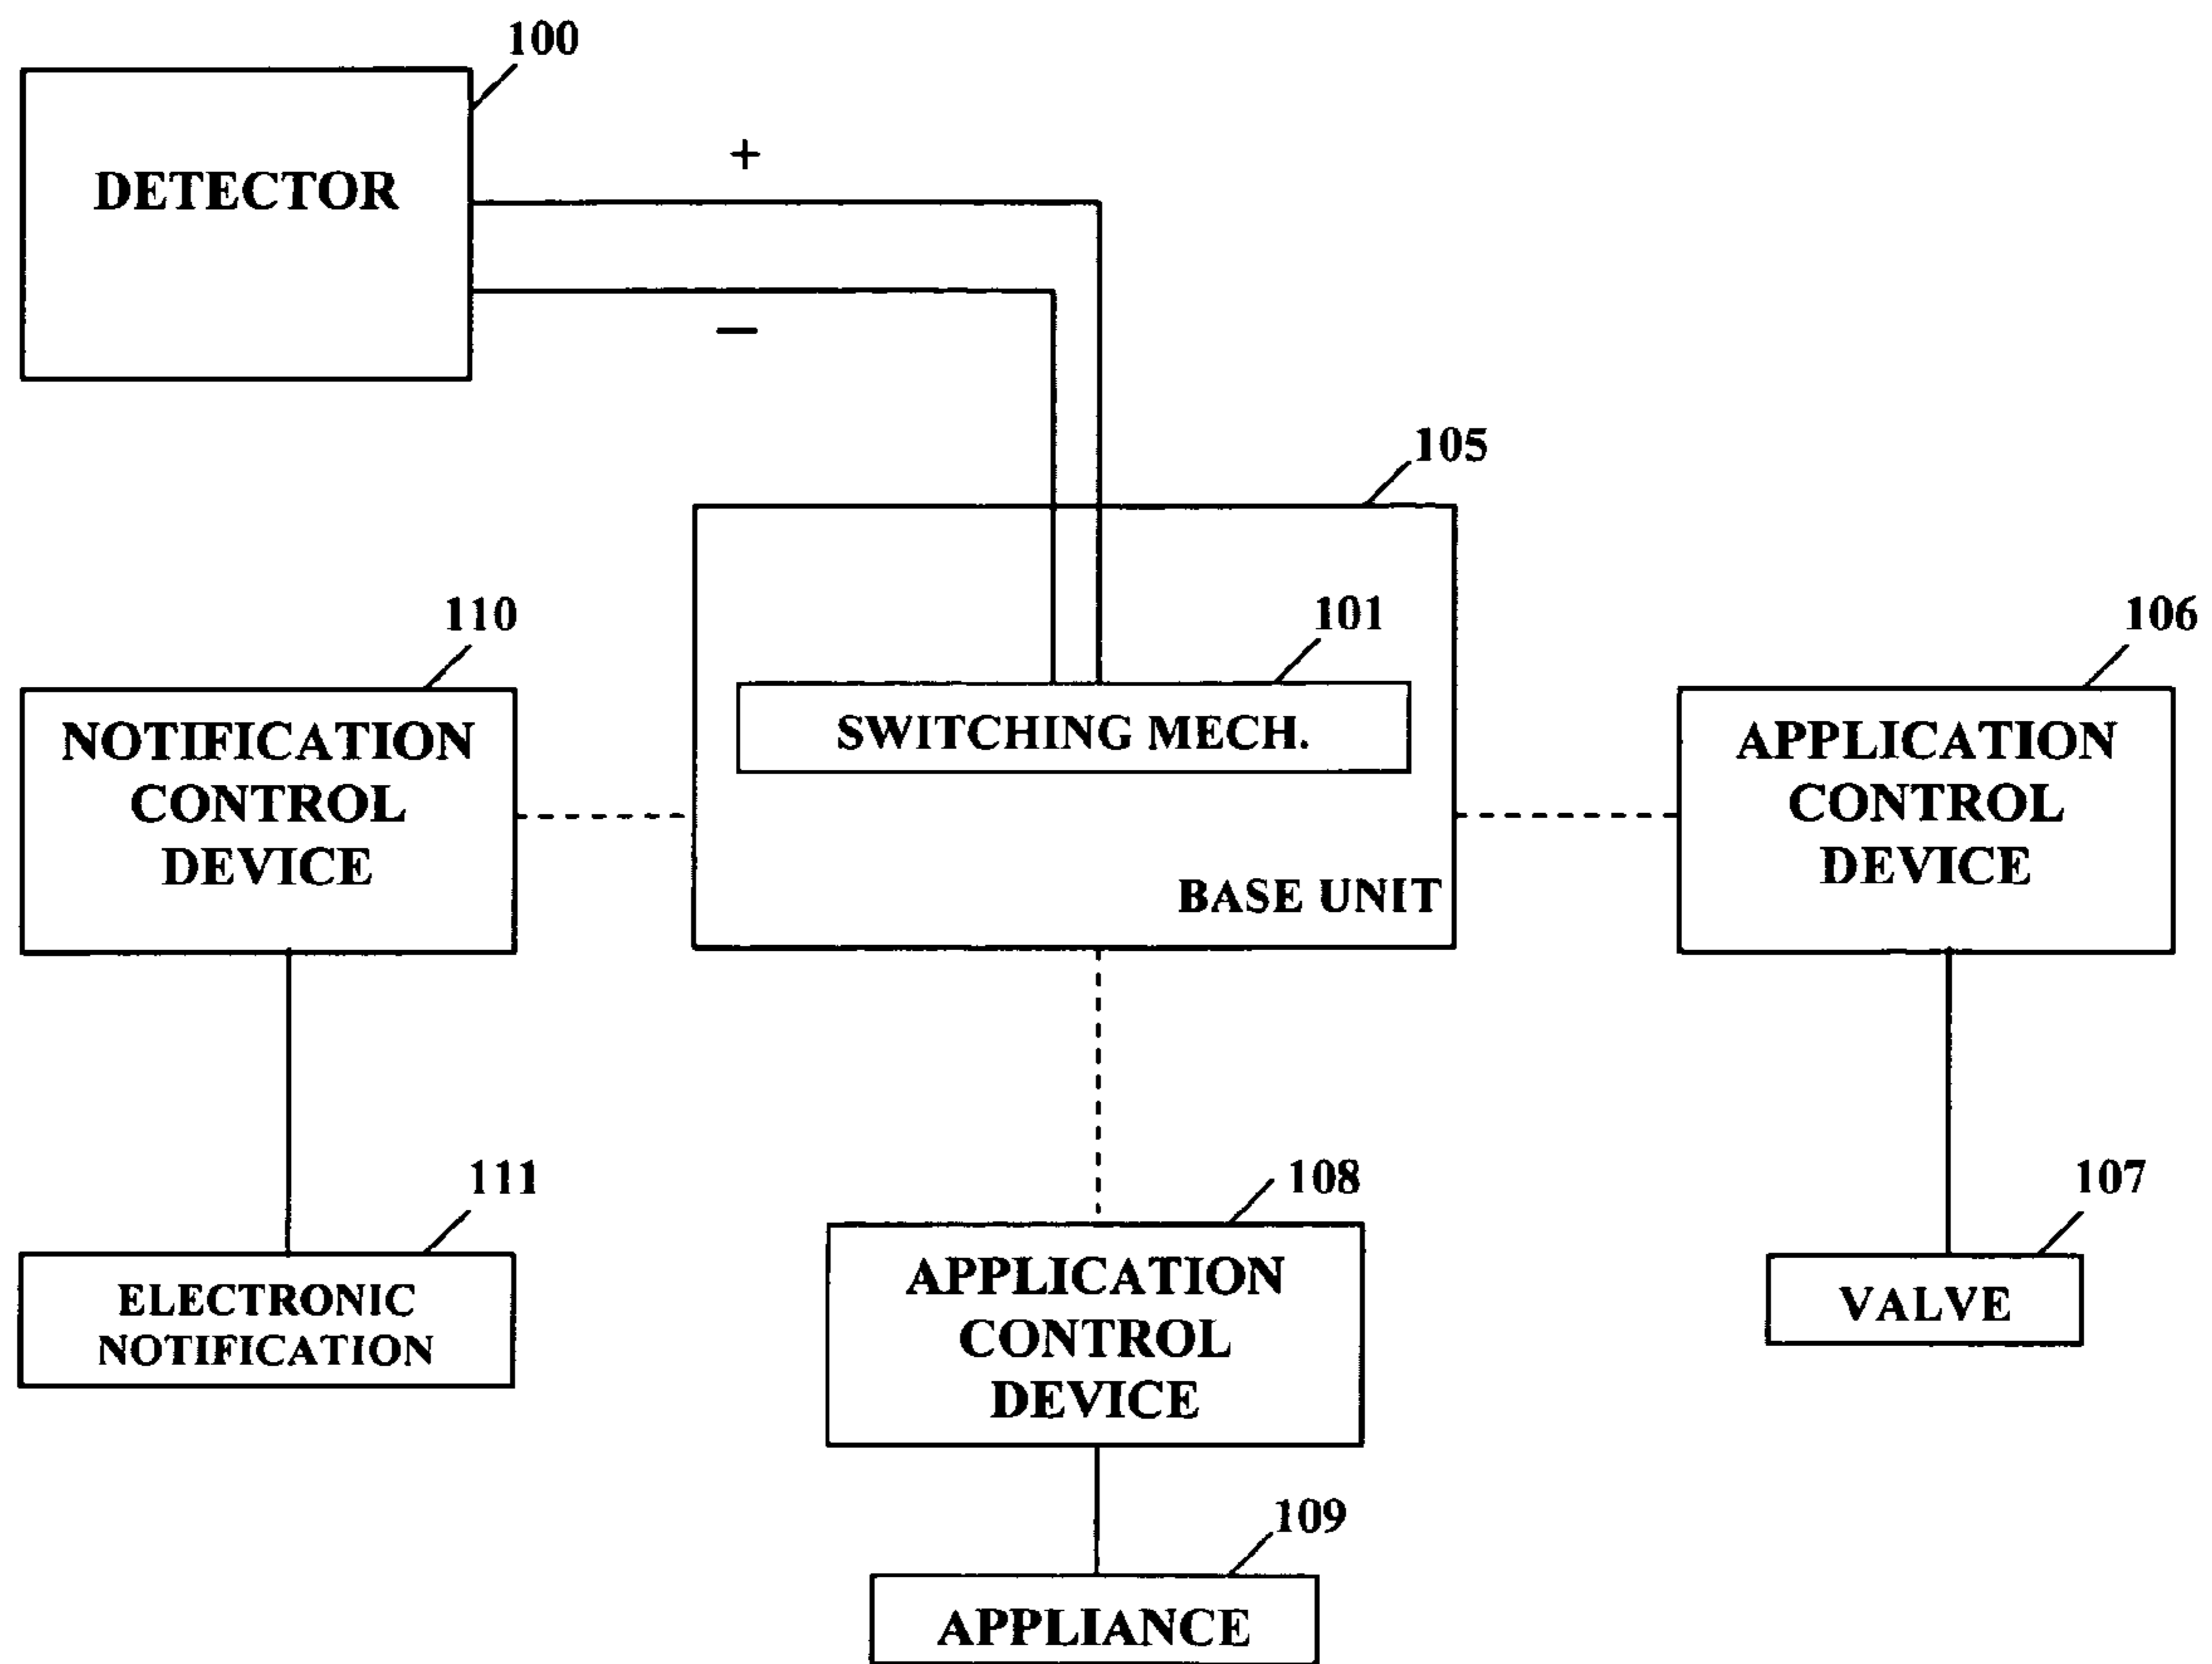 100
DETECTOR
+
−
105
110
101
106
NOTIFICATION
CONTROL
DEVICE
SWITCHING MECH.
APPLICATION
CONTROL
DEVICE
BASE UNIT
111
108
107
ELECTRONIC
NOTIFICATION
APPLICATION
CONTROL
DEVICE
VALVE
109
APPLIANCE